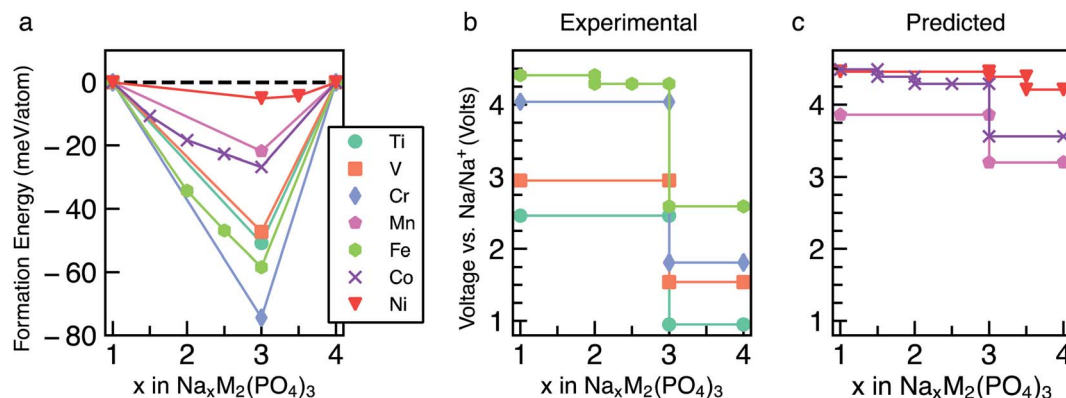 a
Formation Energy (meV/atom)
0
−20
−40
−60
−80
1 2 3 4
x in NaₓM₂(PO₄)₃
Ti
V
Cr
Mn
Fe
Co
Ni
b Experimental
Voltage vs. Na/Na⁺ (Volts)
4
3
2
1
1 2 3 4
x in NaₓM₂(PO₄)₃
c Predicted
4
3
2
1
1 2 3 4
x in NaₓM₂(PO₄)₃